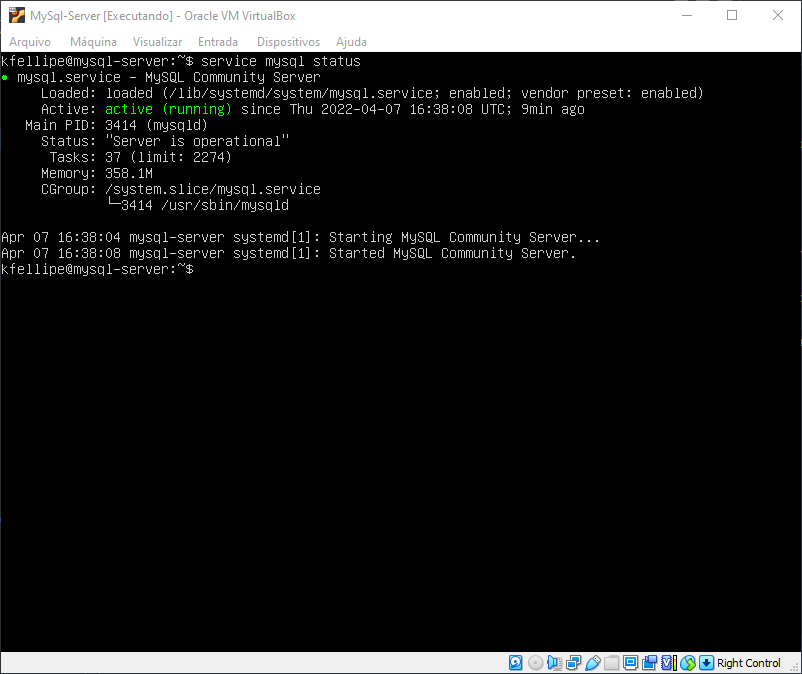 MySql-Server [Executando] - Oracle VM VirtualBox
Arquivo Máquina Visualizar Entrada Dispositivos Ajuda
kfellipe@mysql-server:~$ service mysql status
● mysql.service - MySQL Community Server
     Loaded: loaded (/lib/systemd/system/mysql.service; enabled; vendor preset: enabled)
     Active: active (running) since Thu 2022-04-07 16:38:08 UTC; 9min ago
   Main PID: 3414 (mysqld)
     Status: "Server is operational"
      Tasks: 37 (limit: 2274)
     Memory: 358.1M
     CGroup: /system.slice/mysql.service
             └─3414 /usr/sbin/mysqld
Apr 07 16:38:04 mysql-server systemd[1]: Starting MySQL Community Server...
Apr 07 16:38:08 mysql-server systemd[1]: Started MySQL Community Server.
kfellipe@mysql-server:~$
Right Control